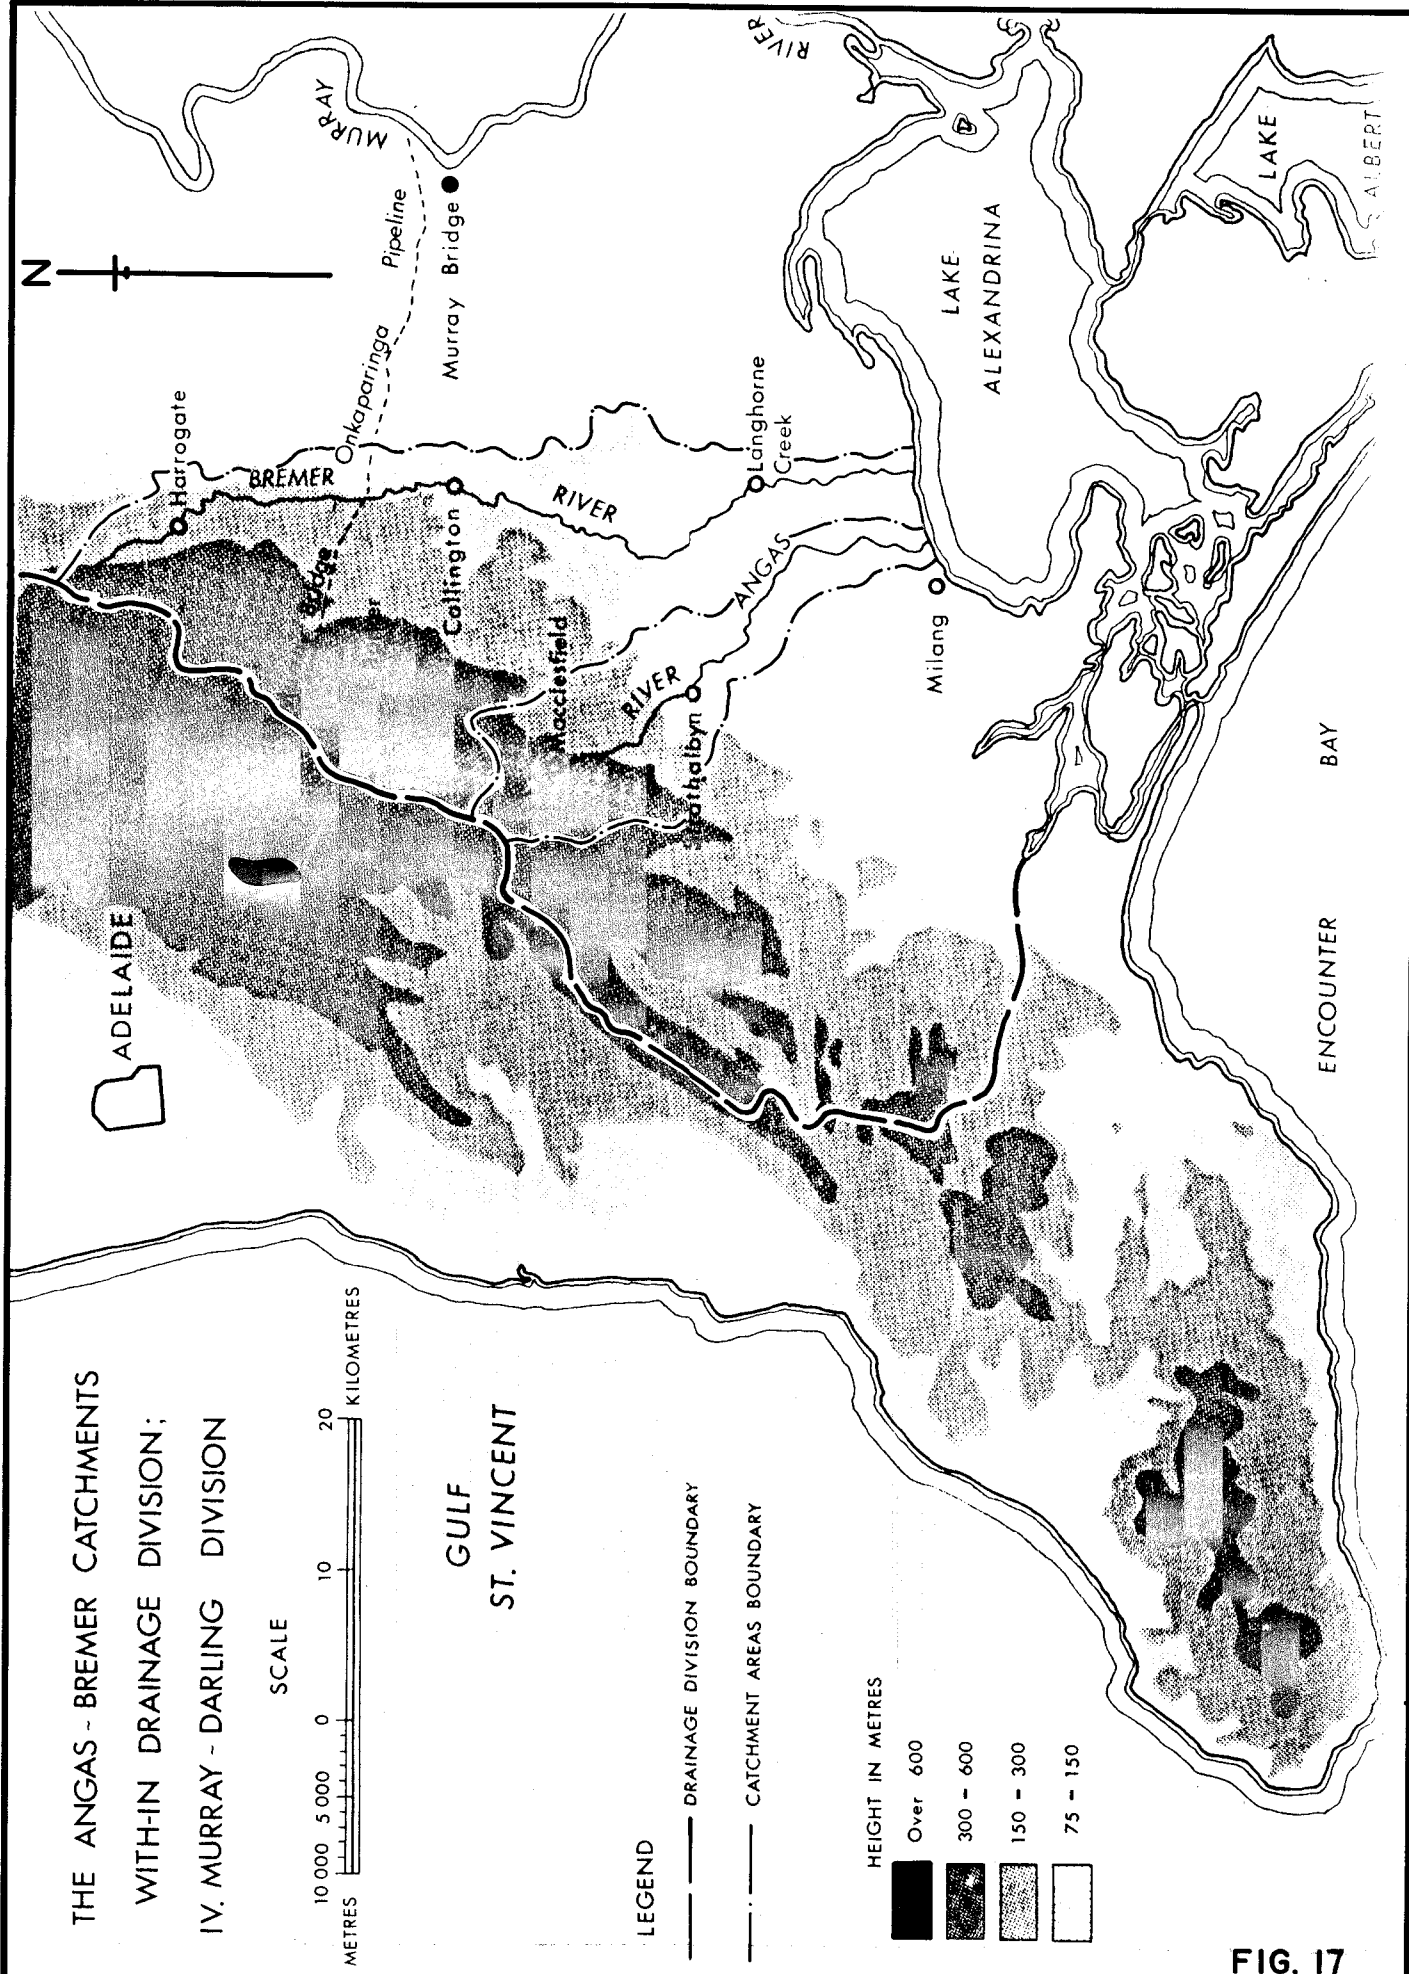 THE ANGAS - BREMER CATCHMENTS
WITH-IN DRAINAGE DIVISION;
IV. MURRAY - DARLING DIVISION
SCALE
METRES 10 000 5 000 0 10 20 KILOMETRES
GULF
ST. VINCENT
LEGEND
DRAINAGE DIVISION BOUNDARY
CATCHMENT AREAS BOUNDARY
HEIGHT IN METRES
Over 600
300 - 600
150 - 300
75 - 150
ADELAIDE
N
Harrogate
BREMER
RIVER
Onkaparinga Pipeline
Murray Bridge
MURRAY
RIVER
Bridge
Callington
Macclesfield
Langhorne
Creek
ANGAS
RIVER
Milang
LAKE
ALEXANDRINA
LAKE
ALBERT
ENCOUNTER BAY
FIG. 17